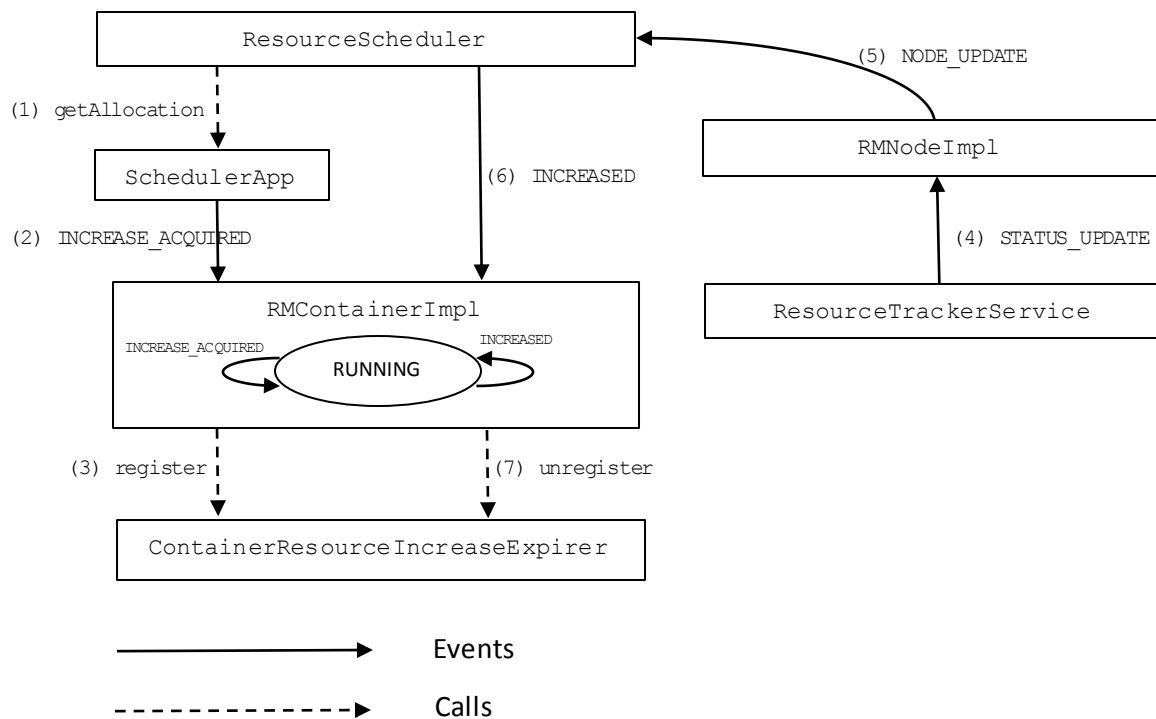 ResourceScheduler
(5) NODE_UPDATE
(1) getAllocation
RMNodeImpl
SchedulerApp
(6) INCREASED
(2) INCREASE_ACQUIRED
(4) STATUS_UPDATE
RMContainerImpl
ResourceTrackerService
INCREASE_ACQUIRED
INCREASED
RUNNING
(3) register
(7) unregister
ContainerResourceIncreaseExpirer
Events
Calls